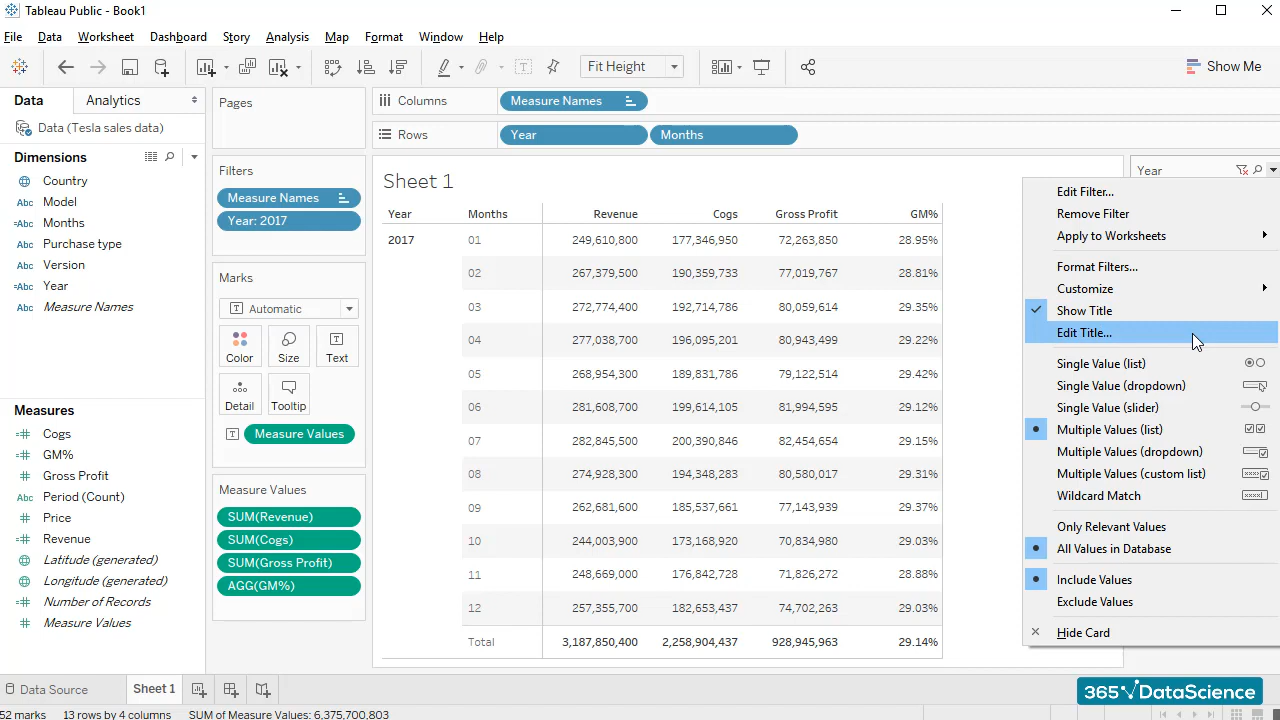 Tableau Public - Book1
File Data Worksheet Dashboard Story Analysis Map Format Window Help
Fit Height
Show Me
Data Analytics
Data (Tesla sales data)
Dimensions
Country
Abc Model
Abc Months
Abc Purchase type
Abc Version
Abc Year
Abc Measure Names
Measures
Cogs
GM%
Gross Profit
Abc Period (Count)
Price
Revenue
Latitude (generated)
Longitude (generated)
Number of Records
Measure Values
Pages
Filters
Measure Names
Year: 2017
Marks
T Automatic
Color Size Text
Detail Tooltip
Measure Values
Measure Values
SUM(Revenue)
SUM(Cogs)
SUM(Gross Profit)
AGG(GM%)
Columns Measure Names
Rows Year Months
Sheet 1
Year Months Revenue Cogs Gross Profit GM%
2017 01 249,610,800 177,346,950 72,263,850 28.95%
02 267,379,500 190,359,733 77,019,767 28.81%
03 272,774,400 192,714,786 80,059,614 29.35%
04 277,038,700 196,095,201 80,943,499 29.22%
05 268,954,300 189,831,786 79,122,514 29.42%
06 281,608,700 199,614,105 81,994,595 29.12%
07 282,845,500 200,390,846 82,454,654 29.15%
08 274,928,300 194,348,283 80,580,017 29.31%
09 262,681,600 185,537,661 77,143,939 29.37%
10 244,003,900 173,168,920 70,834,980 29.03%
11 248,669,000 176,842,728 71,826,272 28.88%
12 257,355,700 182,653,437 74,702,263 29.03%
Total 3,187,850,400 2,258,904,437 928,945,963 29.14%
Year
Edit Filter...
Remove Filter
Apply to Worksheets
Format Filters...
Customize
Show Title
Edit Title...
Single Value (list)
Single Value (dropdown)
Single Value (slider)
Multiple Values (list)
Multiple Values (dropdown)
Multiple Values (custom list)
Wildcard Match
Only Relevant Values
All Values in Database
Include Values
Exclude Values
Hide Card
Data Source Sheet 1
365 DataScience
52 marks 13 rows by 4 columns SUM of Measure Values: 6,375,700,803